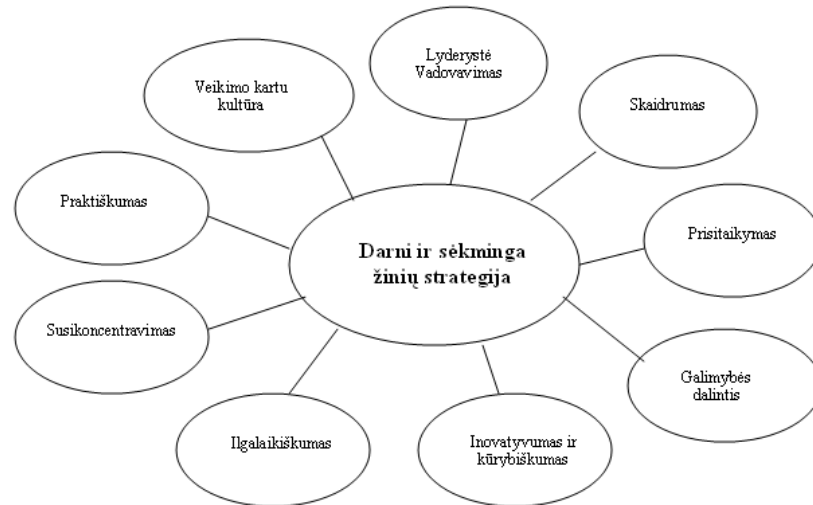 Lyderystė
Vadovavimas
Veikimo kartu
kultūra
Skaidrumas
Praktiškumas
Prisitaikymas
Darni ir sėkminga
žinių strategija
Susikoncentravimas
Galimybės
dalintis
Ilgalaikiškumas
Inovatyvumas ir
kūrybiškumas